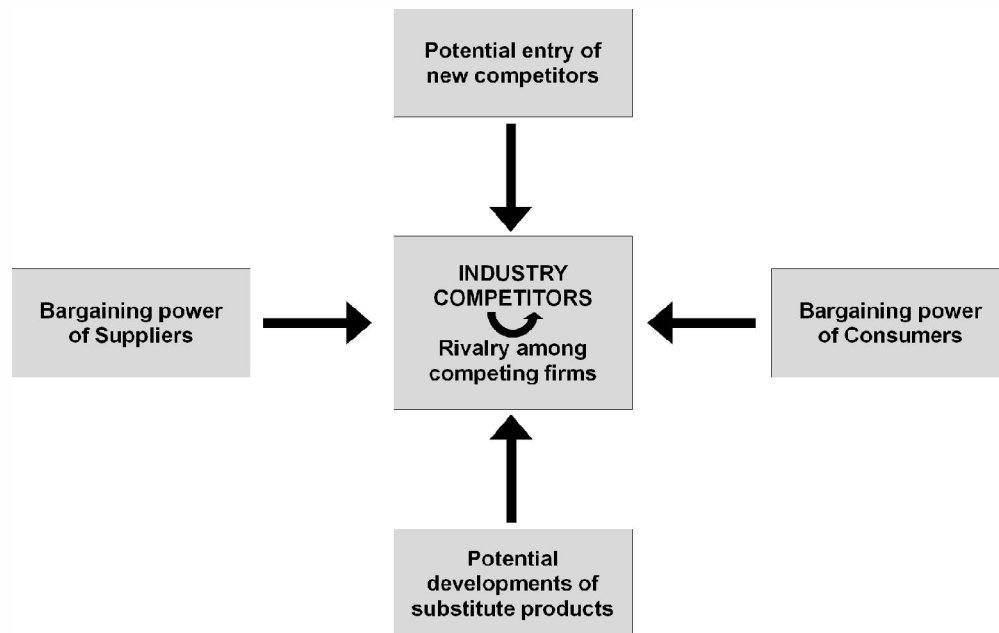 Potential entry of
new competitors
Bargaining power
of Suppliers
INDUSTRY
COMPETITORS
Rivalry among
competing firms
Bargaining power
of Consumers
Potential
developments of
substitute products